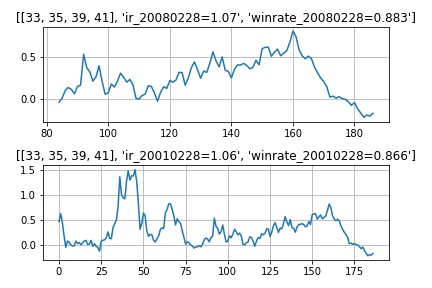 [[33, 35, 39, 41], 'ir_20080228=1.07', 'winrate_20080228=0.883']
0.5
0.0
80 100 120 140 160 180
[[33, 35, 39, 41], 'ir_20010228=1.06', 'winrate_20010228=0.866']
1.5
1.0
0.5
0.0
0 25 50 75 100 125 150 175